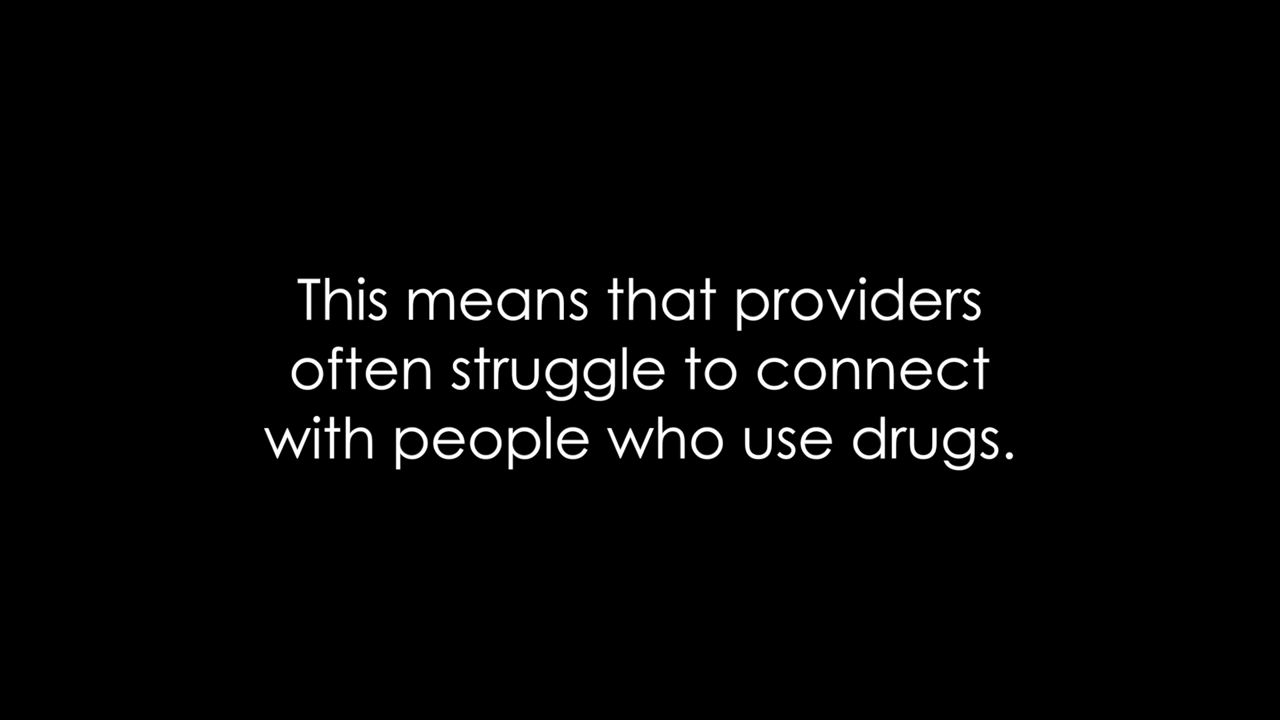 This means that providers
often struggle to connect
with people who use drugs.